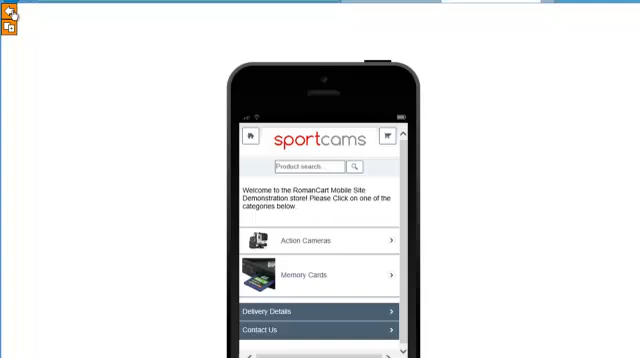 sportcams
Product search...
Welcome to the RomanCart Mobile Site
Demonstration store! Please Click on one of the
categories below.
Action Cameras
Memory Cards
Delivery Details
Contact Us